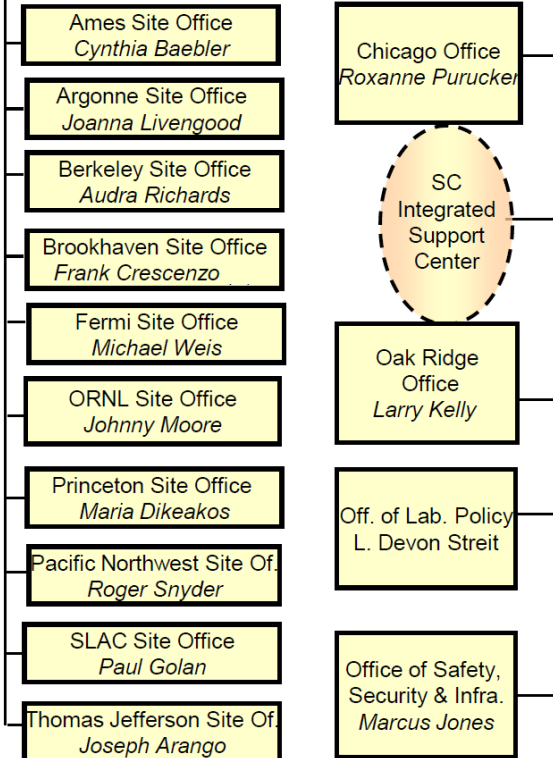 Ames Site Office
Cynthia Baebler
Argonne Site Office
Joanna Livengood
Berkeley Site Office
Audra Richards
Brookhaven Site Office
Frank Crescenzo
Fermi Site Office
Michael Weis
ORNL Site Office
Johnny Moore
Princeton Site Office
Maria Dikeakos
Pacific Northwest Site Of.
Roger Snyder
SLAC Site Office
Paul Golan
Thomas Jefferson Site Of.
Joseph Arango
Chicago Office
Roxanne Purucker
SC
Integrated
Support
Center
Oak Ridge
Office
Larry Kelly
Off. of Lab. Policy
L. Devon Streit
Office of Safety,
Security & Infra.
Marcus Jones